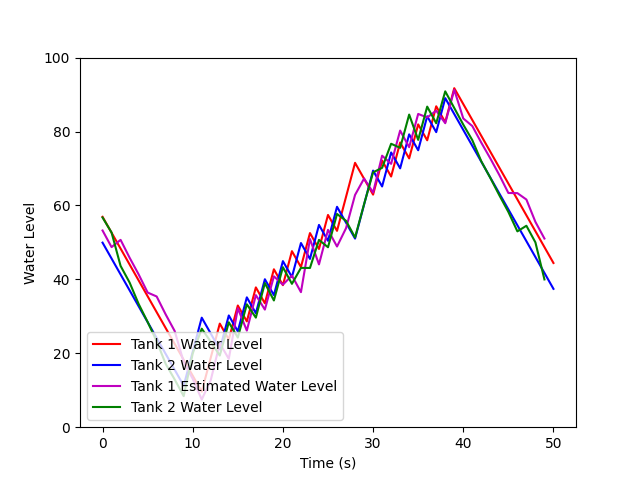 100
80
60
40
20
0
Water Level
Tank 1 Water Level
Tank 2 Water Level
Tank 1 Estimated Water Level
Tank 2 Water Level
0 10 20 30 40 50
Time (s)